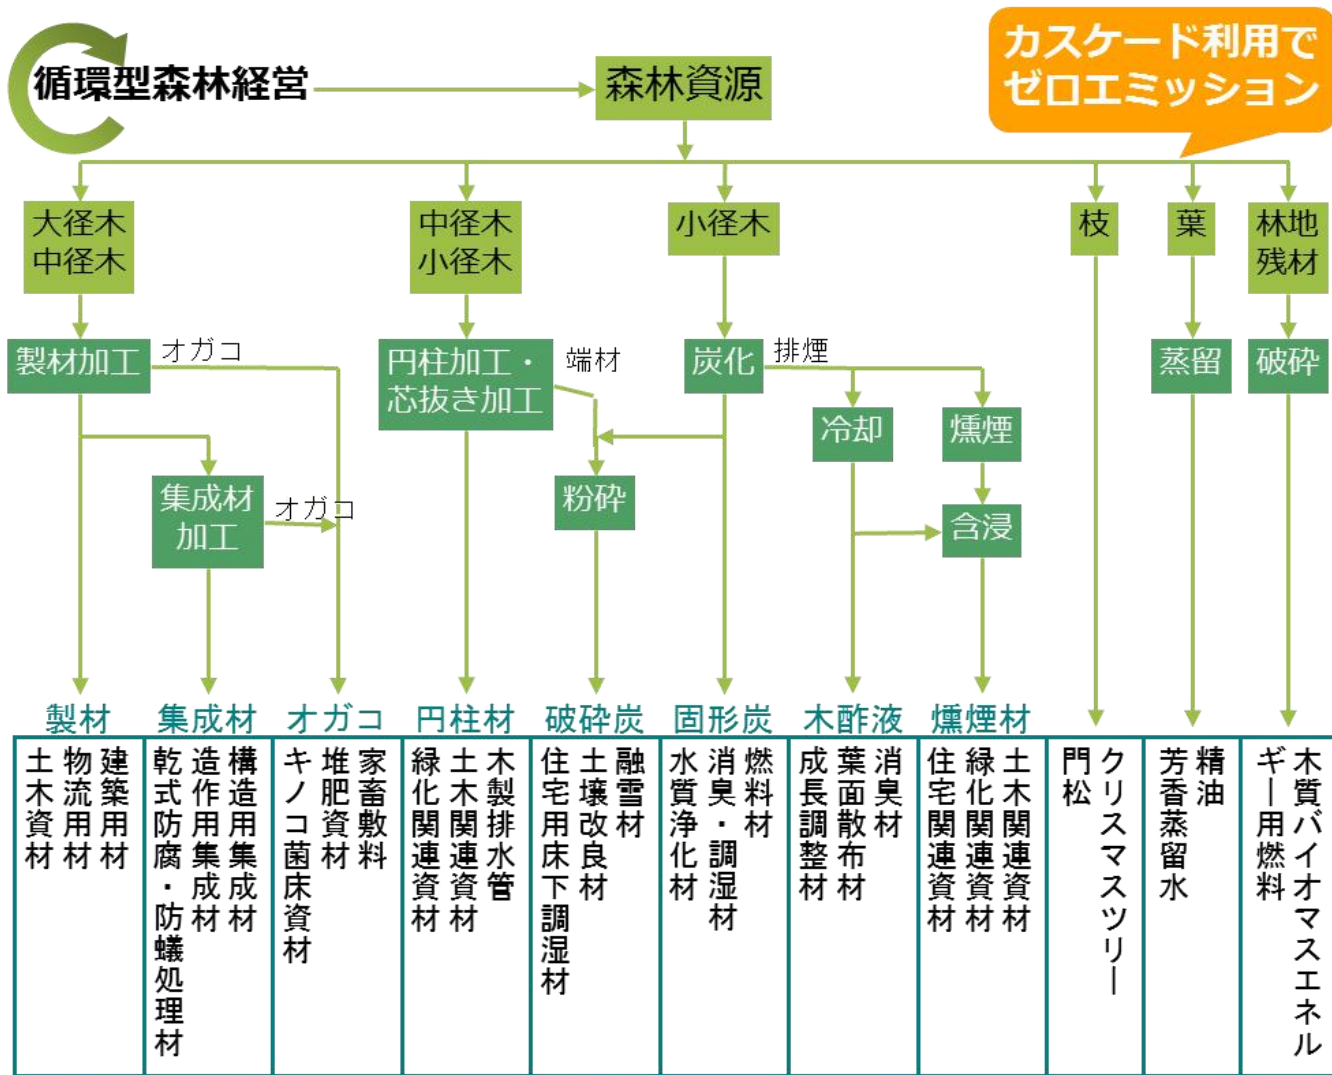 循環型森林経営
森林資源
カスケード利用で
ゼロエミッション
大径木
中径木
中径木
小径木
小径木
枝
葉
林地
残材
製材加工
オガコ
円柱加工・
芯抜き加工
端材
炭化
排煙
蒸留
破砕
冷却
燻煙
集成材
加工
オガコ
粉砕
含浸
製材
集成材
オガコ
円柱材
破砕炭
固形炭
木酢液
燻煙材
建築用材
物流用材
土木資材
構造用集成材
造作用集成材
乾式防腐・防蟻処理材
家畜敷料
堆肥資材
キノコ菌床資材
木製排水管
土木関連資材
緑化関連資材
融雪材
土壌改良材
住宅用床下調湿材
燃料材
消臭・調湿材
水質浄化材
消臭材
葉面散布材
成長調整材
土木関連資材
緑化関連資材
住宅関連資材
クリスマスツリー
門松
精油
芳香蒸留水
木質バイオマスエネル
ギー用燃料